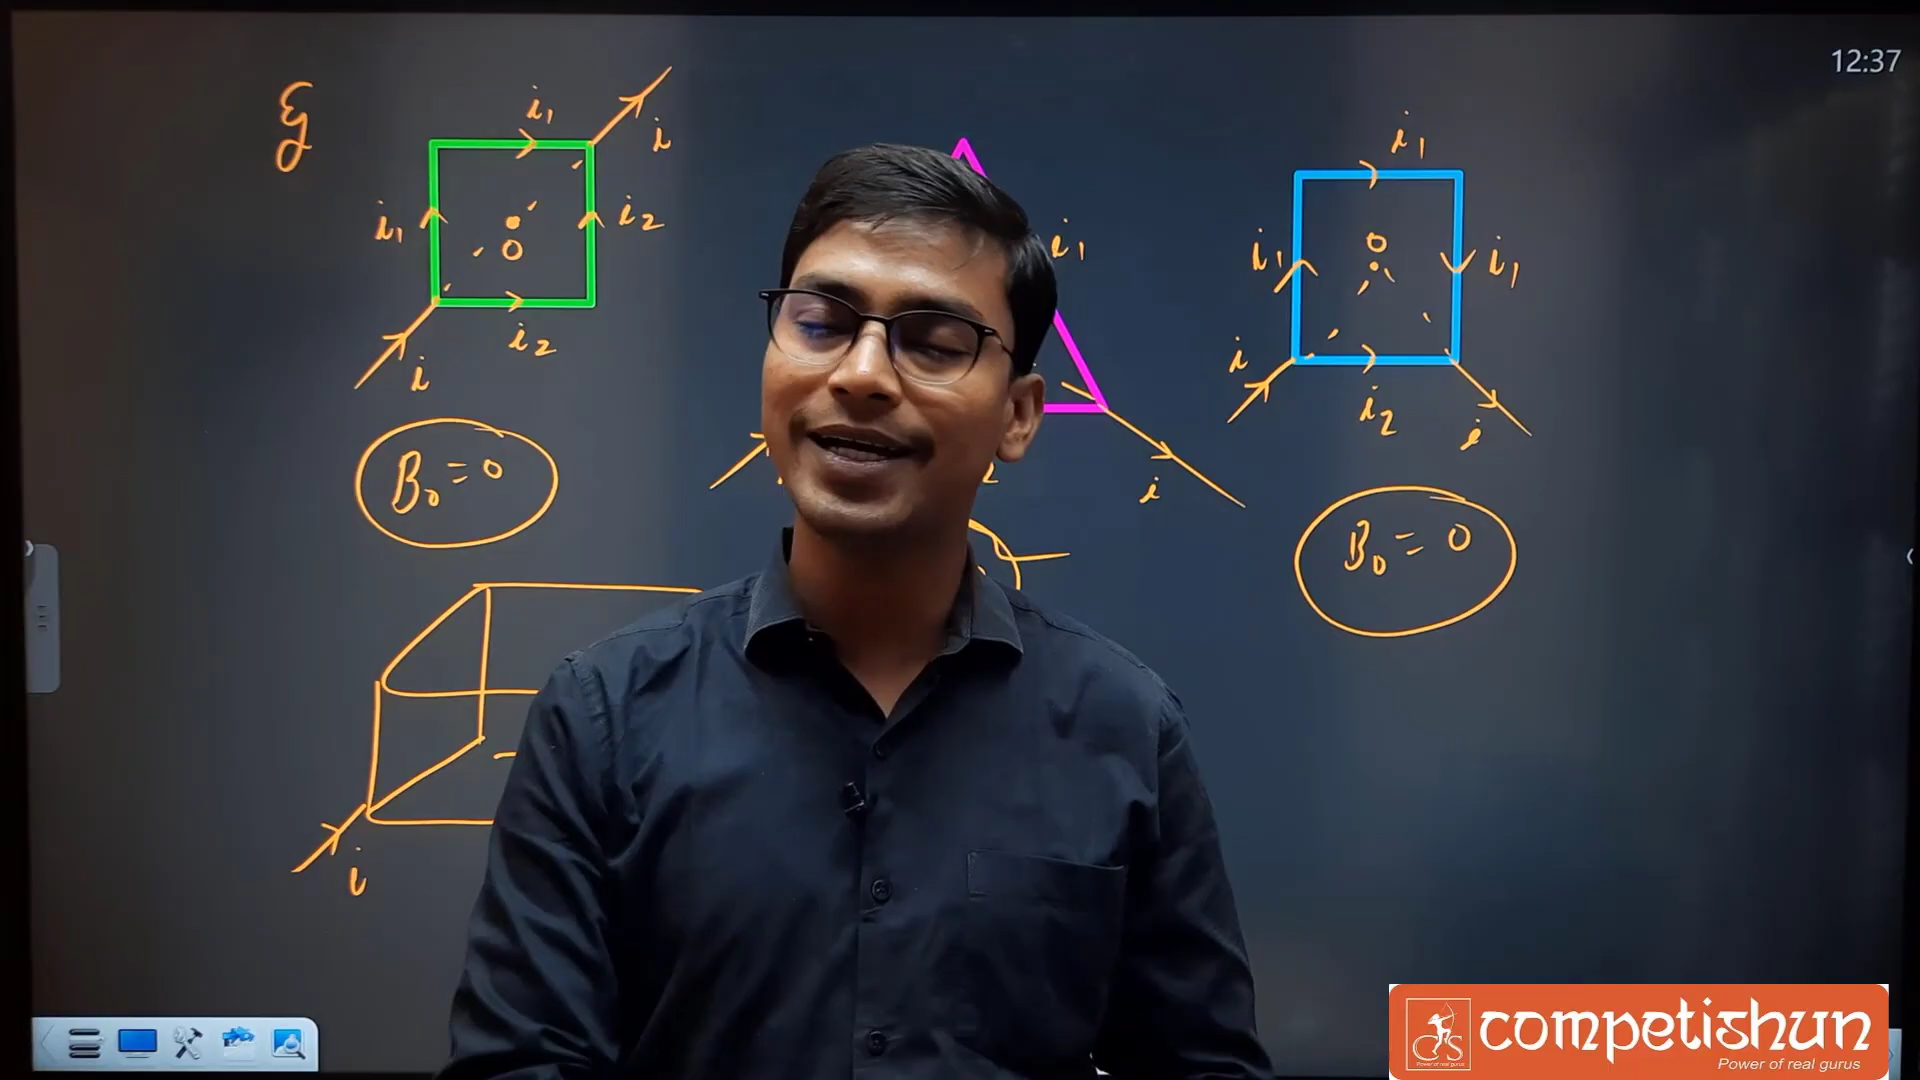 12:37
Eg
i₁
i
i₁
i₂
O
i₂
i
B₀ = 0
i₁
i
i₁
O
i₁
i₁
i
i₂
i
B₀ = 0
i
competishun
Power of real gurus